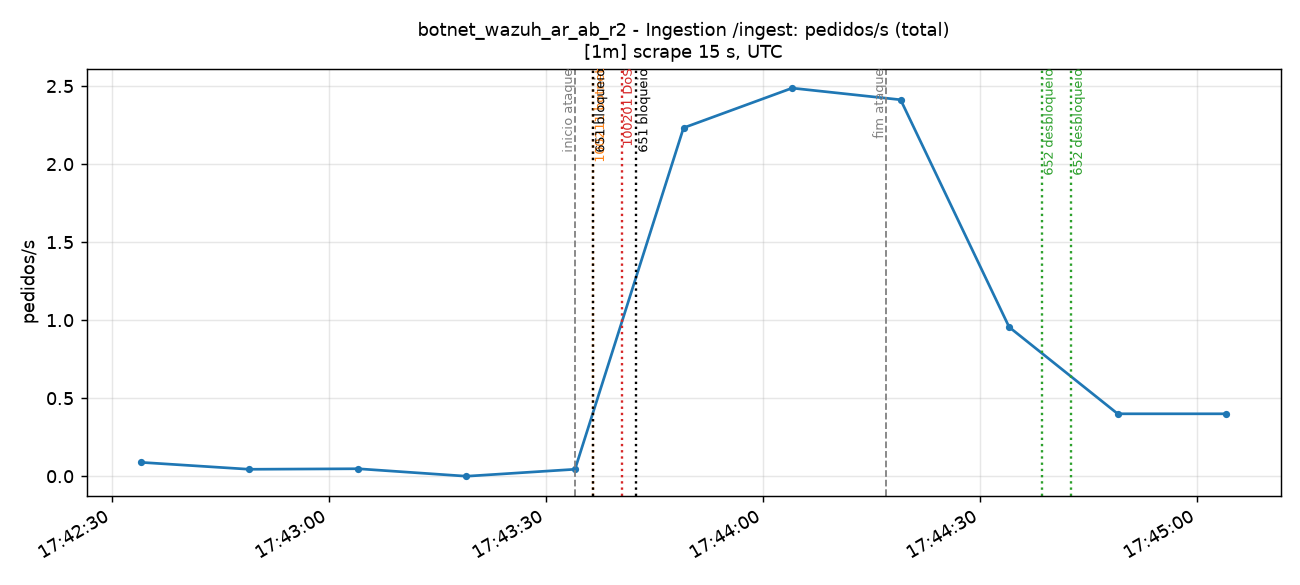 botnet_wazuh_ar_ab_r2 - Ingestion /ingest: pedidos/s (total)
[1m] scrape 15 s, UTC
pedidos/s
2.5
2.0
1.5
1.0
0.5
0.0
inicio ataque
651 bloqueio
100201 DoS
651 bloqueio
fim ataque
652 desbloqueio
652 desbloqueio
17:42:30
17:43:00
17:43:30
17:44:00
17:44:30
17:45:00